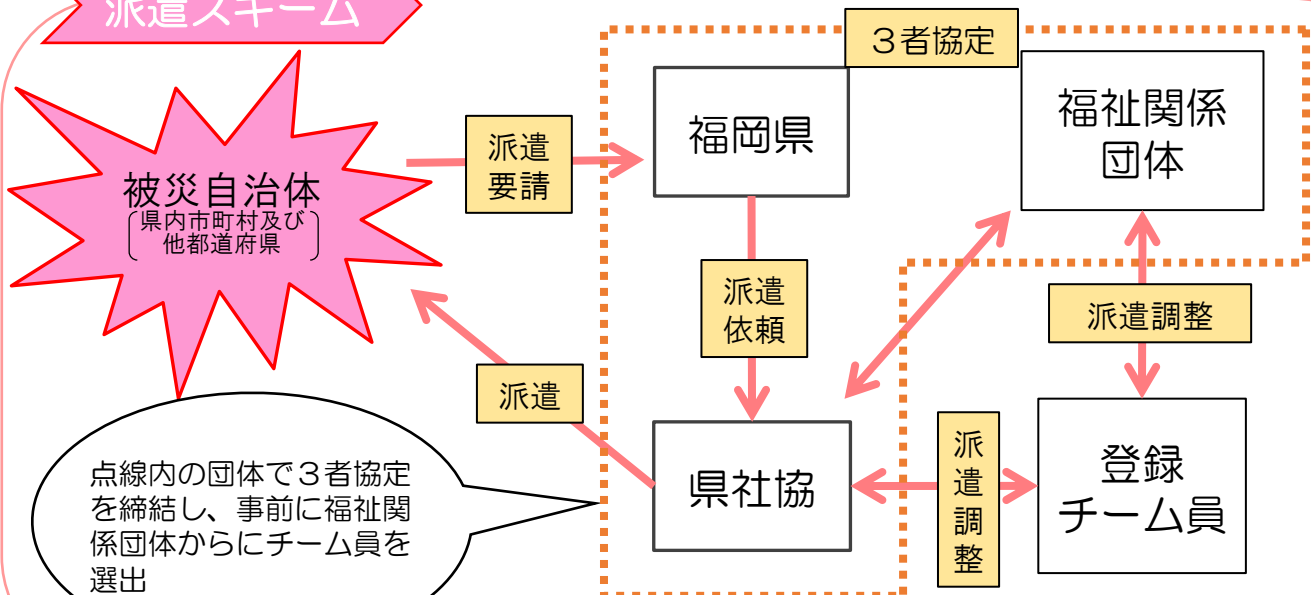 派遣スキーム
３者協定
福岡県
福祉関係
団体
派遣
要請
被災自治体
県内市町村及び
他都道府県
派遣
依頼
派遣調整
派遣
県社協
派
遣
調
整
登録
チーム員
点線内の団体で３者協定
を締結し、事前に福祉関
係団体からにチーム員を
選出